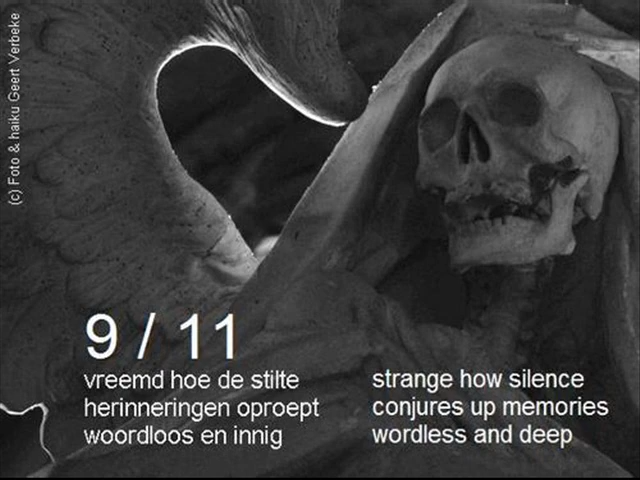 (c) Foto & haiku Geert Verbeke
9 / 11
vreemd hoe de stilte
herinneringen oproept
woordloos en innig
strange how silence
conjures up memories
wordless and deep